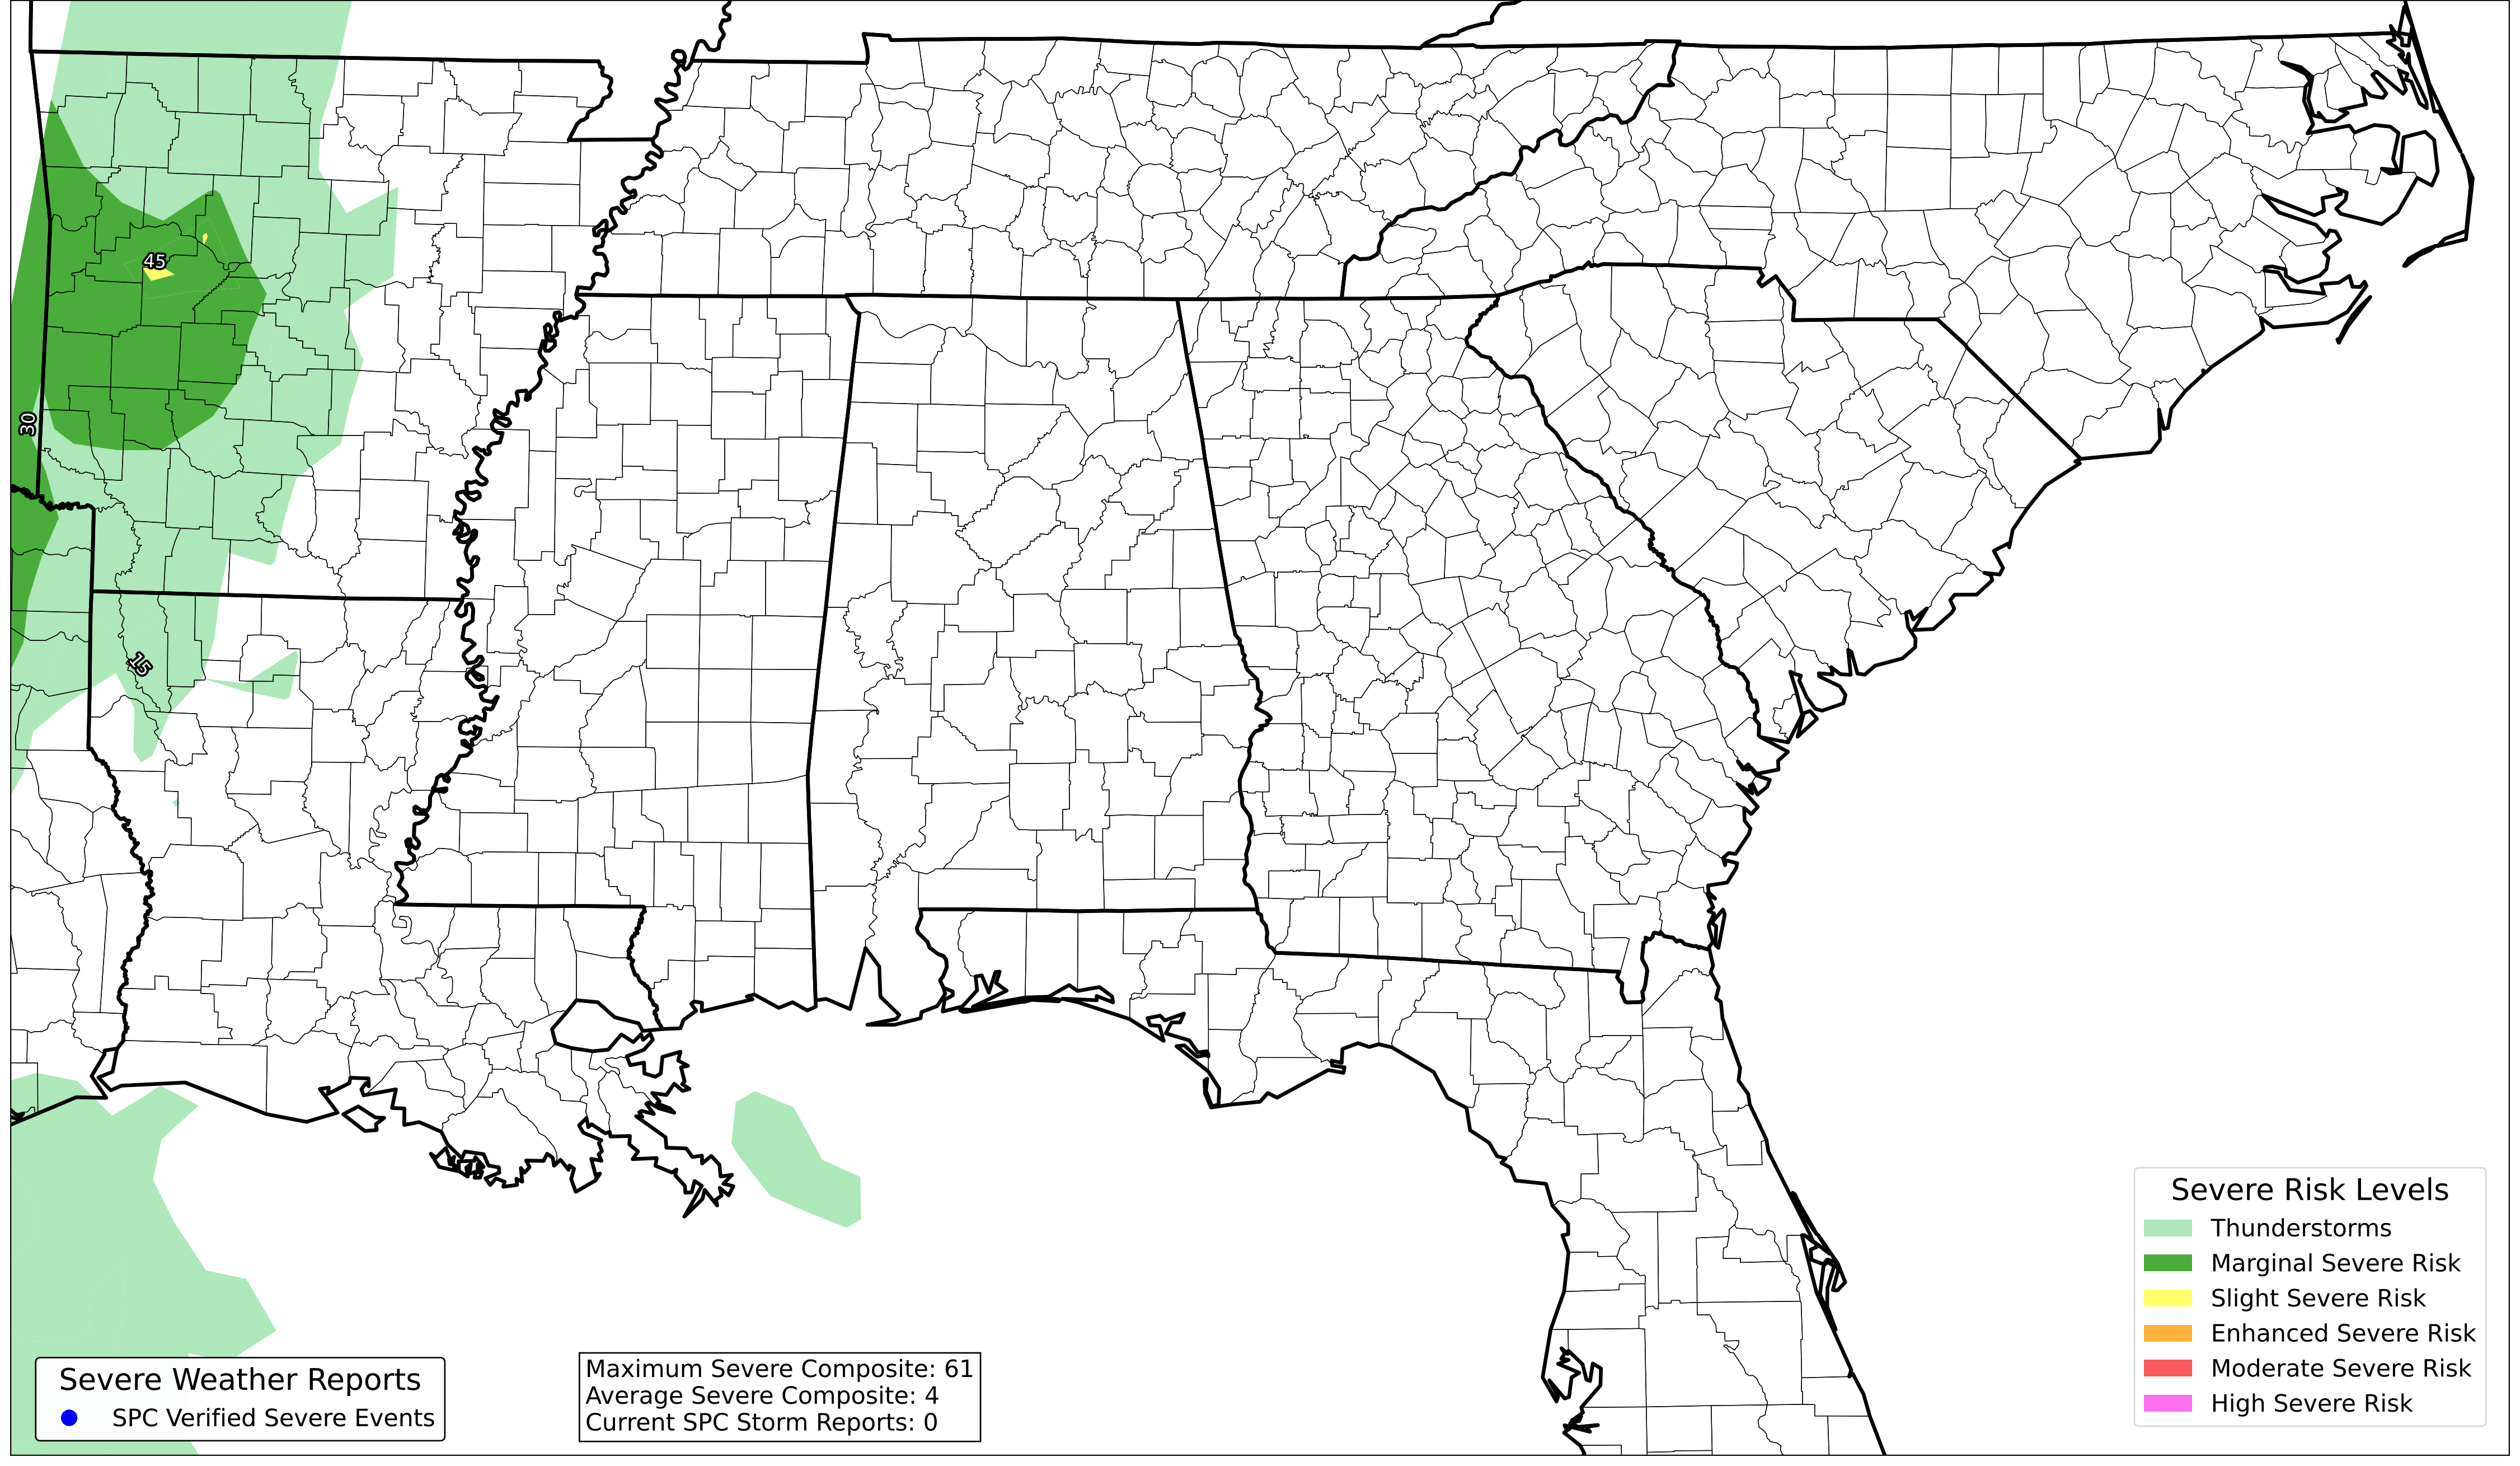 45
30
15
Severe Weather Reports
SPC Verified Severe Events
Maximum Severe Composite: 61
Average Severe Composite: 4
Current SPC Storm Reports: 0
Severe Risk Levels
Thunderstorms
Marginal Severe Risk
Slight Severe Risk
Enhanced Severe Risk
Moderate Severe Risk
High Severe Risk